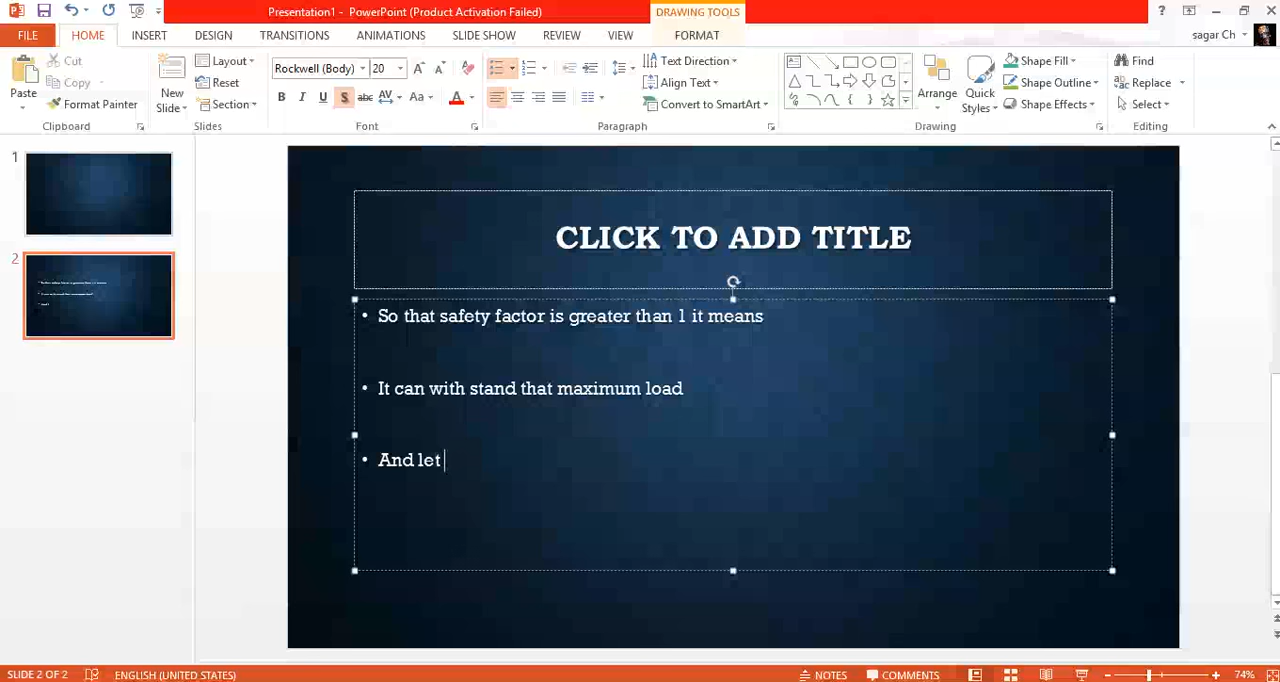 Presentation1 - PowerPoint (Product Activation Failed)
DRAWING TOOLS
?
FILE
HOME
INSERT
DESIGN
TRANSITIONS
ANIMATIONS
SLIDE SHOW
REVIEW
VIEW
FORMAT
sagar Ch
Paste
Cut
Copy
Format Painter
Clipboard
New
Slide
Layout
Reset
Section
Slides
Rockwell (Body)
20
B I U S abc AV Aa A
Font
Text Direction
Align Text
Convert to SmartArt
Paragraph
Arrange
Quick
Styles
Shape Fill
Shape Outline
Shape Effects
Drawing
Find
Replace
Select
Editing
1
2
CLICK TO ADD TITLE
• So that safety factor is greater than 1 it means
• It can with stand that maximum load
• And let
SLIDE 2 OF 2
ENGLISH (UNITED STATES)
NOTES
COMMENTS
74%